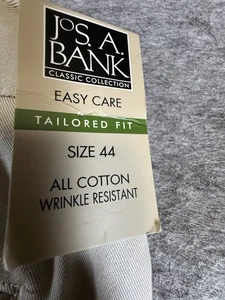 JOS. A.
BANK
CLASSIC COLLECTION
EASY CARE
TAILORED FIT
SIZE 44
ALL COTTON
WRINKLE RESISTANT